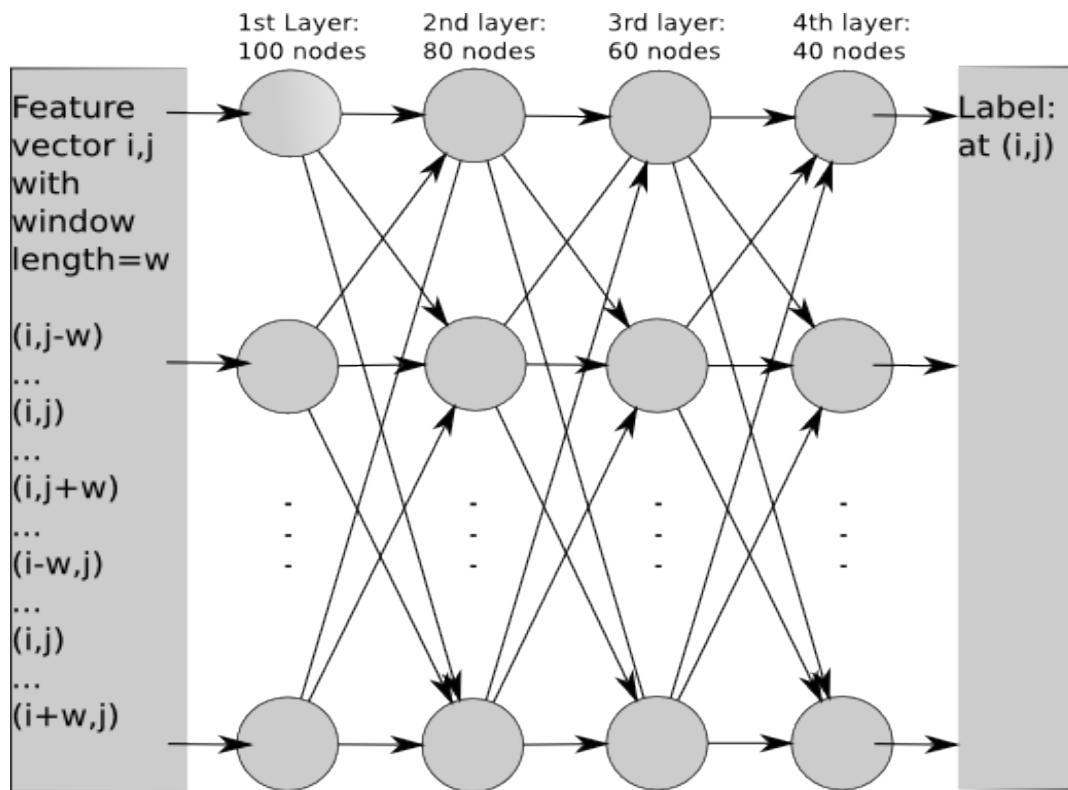 1st Layer:
100 nodes
2nd layer:
80 nodes
3rd layer:
60 nodes
4th layer:
40 nodes
Feature
vector i,j
with
window
length=w
(i,j-w)
...
(i,j)
...
(i,j+w)
...
(i-w,j)
...
(i,j)
...
(i+w,j)
Label:
at (i,j)